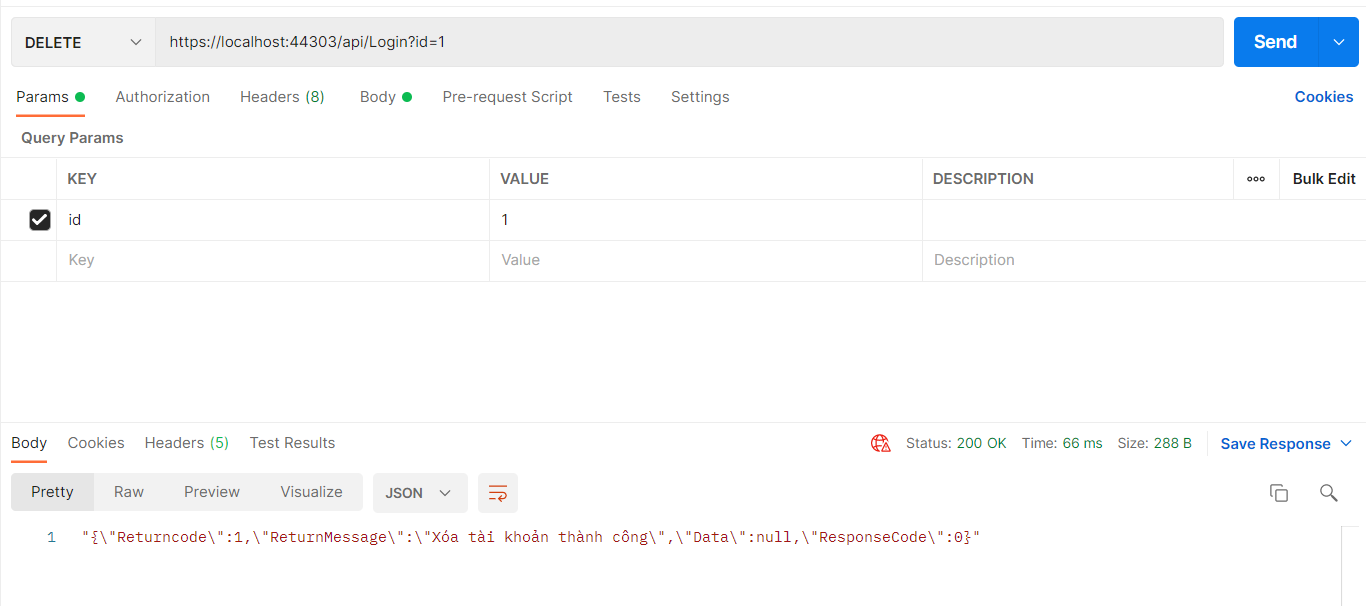 DELETE https://localhost:44303/api/Login?id=1 Send
Params Authorization Headers (8) Body Pre-request Script Tests Settings Cookies
Query Params
KEY VALUE DESCRIPTION ooo Bulk Edit
id 1
Key Value Description
Body Cookies Headers (5) Test Results Status: 200 OK Time: 66 ms Size: 288 B Save Response
Pretty Raw Preview Visualize JSON
1 "{\"Returncode\":1,\"ReturnMessage\":\"Xóa tài khoản thành công\",\"Data\":null,\"ResponseCode\":0}"